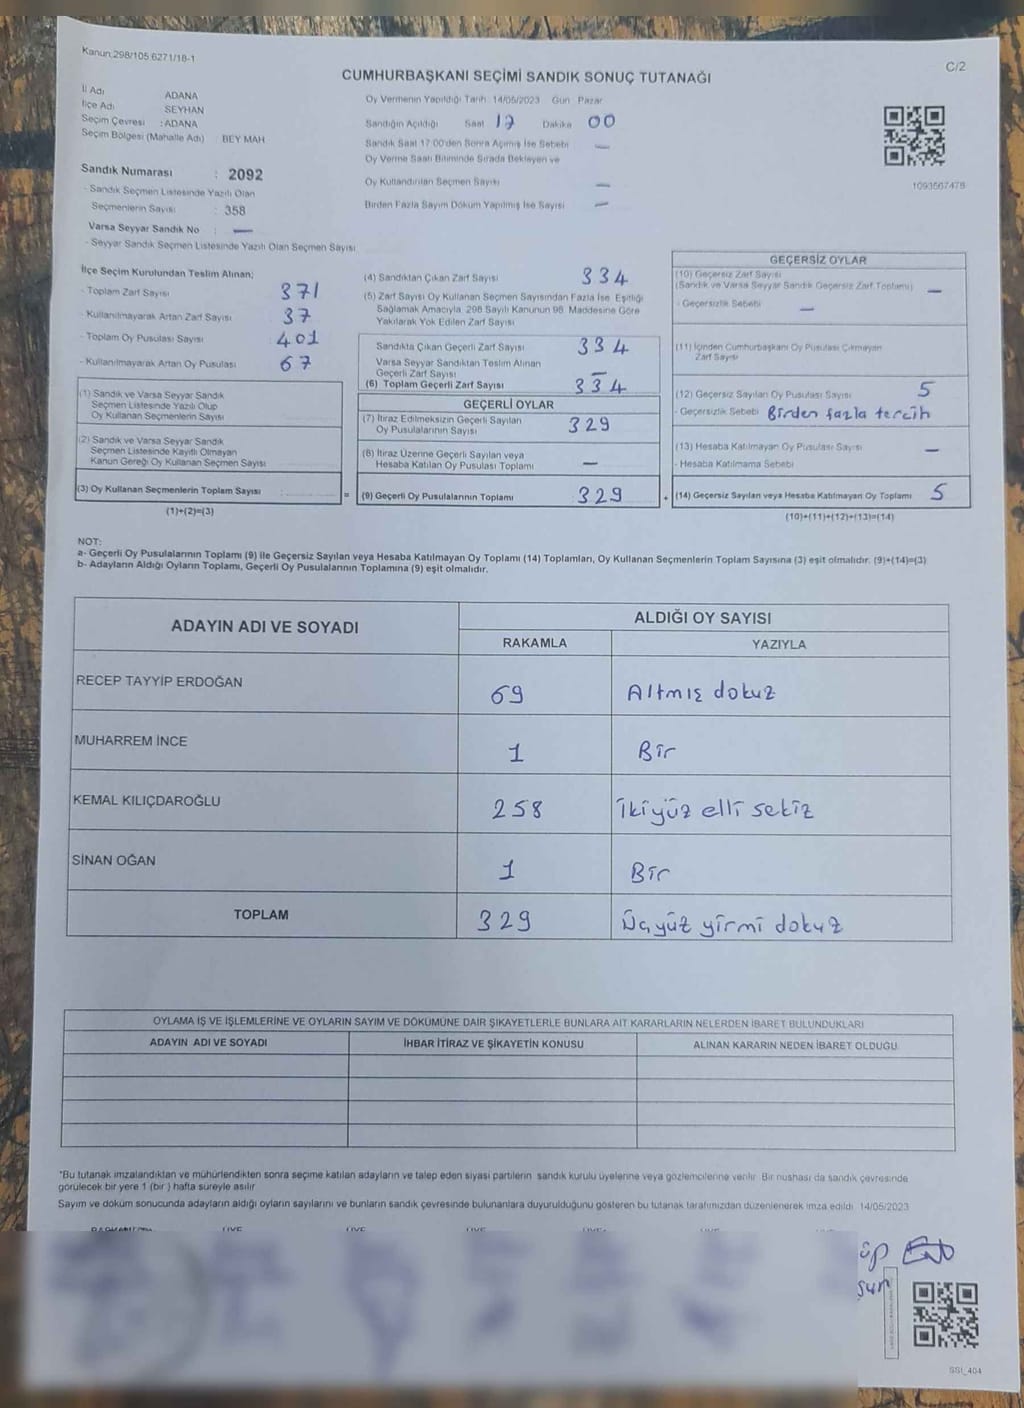 Kanun:298/105 6271/18-1
C/2
CUMHURBAŞKANI SEÇİMİ SANDIK SONUÇ TUTANAĞI
İl Adı ADANA
İlçe Adı SEYHAN
Seçim Çevresi : ADANA
Seçim Bölgesi (Mahalle Adı) : BEY MAH
Sandık Numarası : 2092
- Sandık Seçmen Listesinde Yazılı Olan
Seçmenlerin Sayısı : 358
Varsa Seyyar Sandık No : —
- Seyyar Sandık Seçmen Listesinde Yazılı Olan Seçmen Sayısı
Oy Vermenin Yapıldığı Tarih: 14/05/2023 Gün Pazar
Sandığın Açıldığı Saat 17 Dakika 00
Sandık Saat 17:00'den Sonra Açılmış İse Sebebi —
Oy Verme Saati Bitiminde Sırada Bekleyen ve
Oy Kullandırılan Seçmen Sayısı —
Birden Fazla Sayım Döküm Yapılmış İse Sayısı —
1093567478
İlçe Seçim Kurulundan Teslim Alınan;
- Toplam Zarf Sayısı : 371
- Kullanılmayarak Artan Zarf Sayısı : 37
- Toplam Oy Pusulası Sayısı : 401
- Kullanılmayarak Artan Oy Pusulası : 67
(1) Sandık ve Varsa Seyyar Sandık
Seçmen Listesinde Yazılı Olup
Oy Kullanan Seçmenlerin Sayısı
(2) Sandık ve Varsa Seyyar Sandık
Seçmen Listesinde Kayıtlı Olmayan
Kanun Gereği Oy Kullanan Seçmen Sayısı
(3) Oy Kullanan Seçmenlerin Toplam Sayısı :
(1)+(2)=(3)
(4) Sandıktan Çıkan Zarf Sayısı 334
(5) Zarf Sayısı Oy Kullanan Seçmen Sayısından Fazla İse, Eşitliği
Sağlamak Amacıyla 298 Sayılı Kanunun 98. Maddesine Göre
Yakılarak Yok Edilen Zarf Sayısı
Sandıkta Çıkan Geçerli Zarf Sayısı 334
Varsa Seyyar Sandıktan Teslim Alınan
Geçerli Zarf Sayısı —
(6) Toplam Geçerli Zarf Sayısı 334
GEÇERLİ OYLAR
(7) İtiraz Edilmeksizin Geçerli Sayılan
Oy Pusulalarının Sayısı 329
(8) İtiraz Üzerine Geçerli Sayılan veya
Hesaba Katılan Oy Pusulası Toplamı —
= (9) Geçerli Oy Pusulalarının Toplamı 329
GEÇERSİZ OYLAR
(10) Geçersiz Zarf Sayısı
(Sandık ve Varsa Seyyar Sandık Geçersiz Zarf Toplamı) —
- Geçersizlik Sebebi —
(11) İçinden Cumhurbaşkanı Oy Pusulası Çıkmayan
Zarf Sayısı
(12) Geçersiz Sayılan Oy Pusulası Sayısı 5
- Geçersizlik Sebebi Birden fazla tercih
(13) Hesaba Katılmayan Oy Pusulası Sayısı —
- Hesaba Katılmama Sebebi
+ (14) Geçersiz Sayılan veya Hesaba Katılmayan Oy Toplamı 5
(10)+(11)+(12)+(13)=(14)
NOT:
a- Geçerli Oy Pusulalarının Toplamı (9) ile Geçersiz Sayılan veya Hesaba Katılmayan Oy Toplamı (14) Toplamları, Oy Kullanan Seçmenlerin Toplam Sayısına (3) eşit olmalıdır. (9)+(14)=(3)
b- Adayların Aldığı Oyların Toplamı, Geçerli Oy Pusulalarının Toplamına (9) eşit olmalıdır.
ADAYIN ADI VE SOYADI
ALDIĞI OY SAYISI
RAKAMLA YAZIYLA
RECEP TAYYİP ERDOĞAN 69 Altmış dokuz
MUHARREM İNCE 1 Bir
KEMAL KILIÇDAROĞLU 258 İkiyüz elli sekiz
SİNAN OĞAN 1 Bir
TOPLAM 329 Üçyüz yirmi dokuz
OYLAMA İŞ VE İŞLEMLERİNE VE OYLARIN SAYIM VE DÖKÜMÜNE DAİR ŞİKAYETLERLE BUNLARA AİT KARARLARIN NELERDEN İBARET BULUNDUKLARI
ADAYIN ADI VE SOYADI İHBAR İTİRAZ VE ŞİKAYETİN KONUSU ALINAN KARARIN NEDEN İBARET OLDUĞU
*Bu tutanak imzalandıktan ve mühürlendikten sonra seçime katılan adayların ve talep eden siyasi partilerin sandık kurulu üyelerine veya gözlemcilerine verilir. Bir nüshası da sandık çevresinde
görülecek bir yere 1 (bir) hafta süreyle asılır
Sayım ve döküm sonucunda adayların aldığı oyların sayılarını ve bunların sandık çevresinde bulunanlara duyurulduğunu gösteren bu tutanak tarafımızdan düzenlenerek imza edildi 14/05/2023
SSI_404